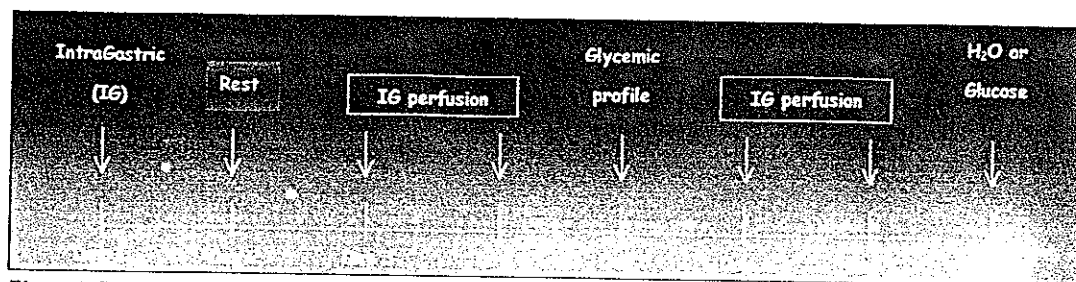 IntraGastric
(IG)
Rest
IG perfusion
Glycemic
profile
IG perfusion
H₂O or
Glucose